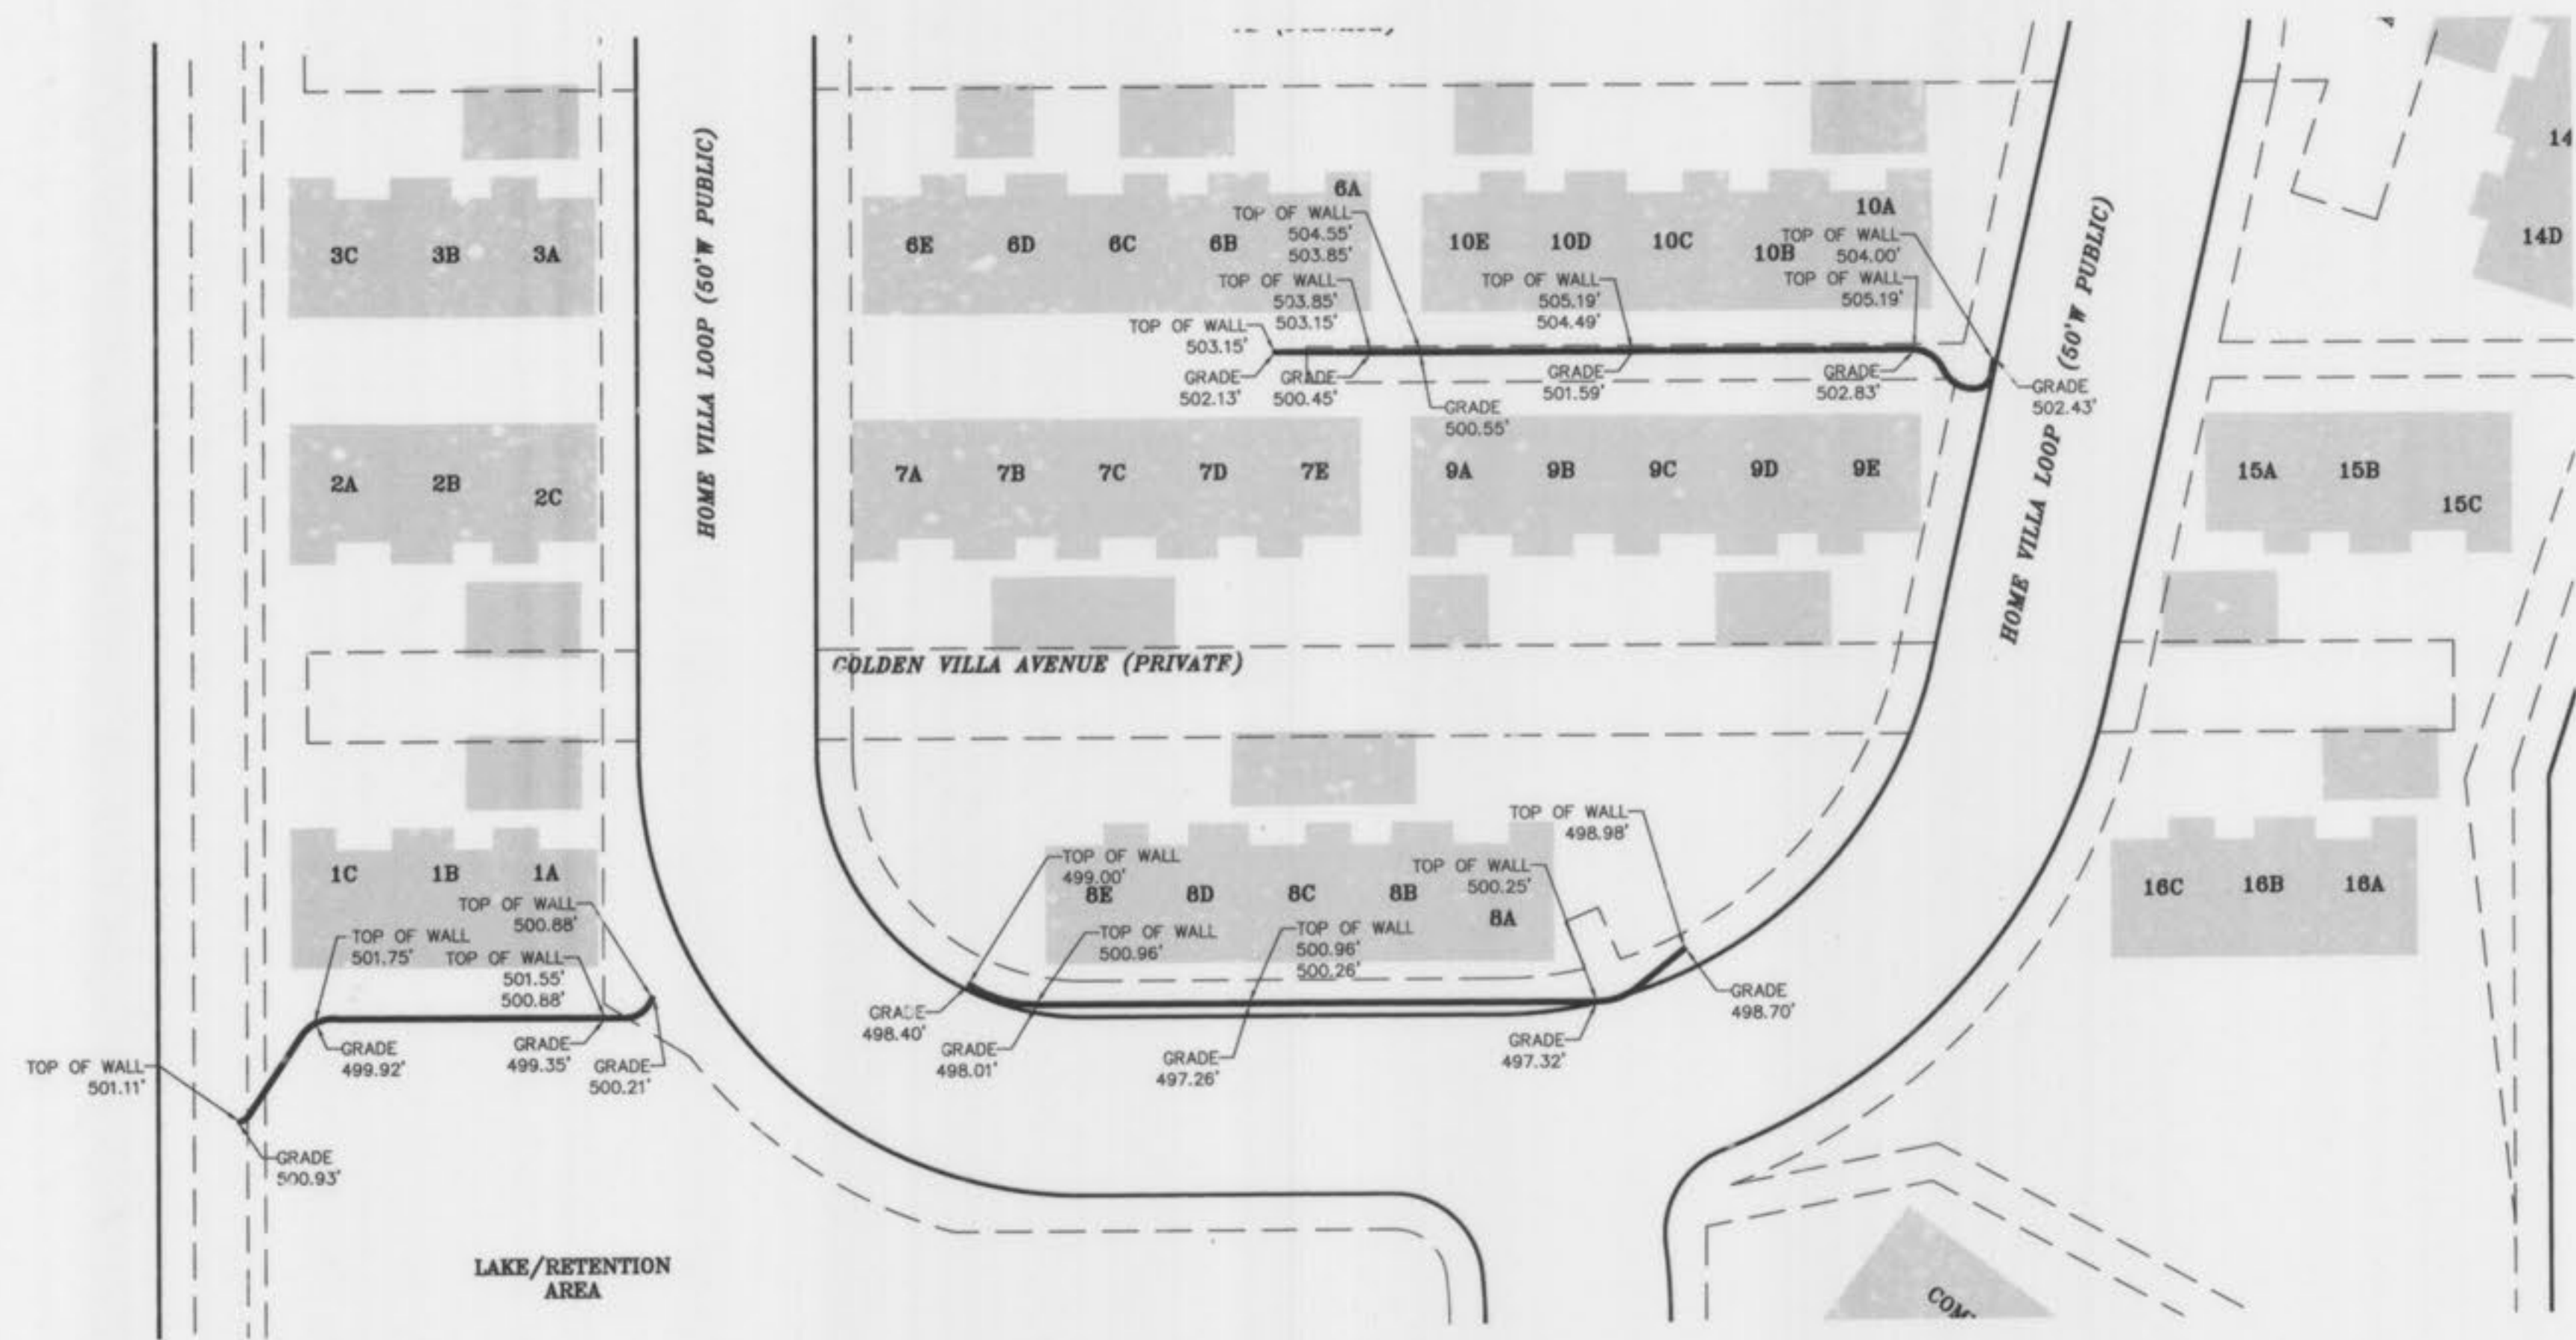 14
HOME VILLA LOOP (50'W PUBLIC)
3C
3B
3A
6E
6D
6C
6B
6A
TOP OF WALL
504.55'
503.85'
TOP OF WALL
503.85'
503.15'
TOP OF WALL
503.15'
10E
10D
10C
10B
10A
TOP OF WALL
504.00'
TOP OF WALL
505.19'
504.49'
TOP OF WALL
505.19'
14D
HOME VILLA LOOP (50'W PUBLIC)
GRADE
502.13'
GRADE
500.45'
GRADE
500.55'
GRADE
501.59'
GRADE
502.83'
GRADE
502.43'
2A
2B
2C
7A
7B
7C
7D
7E
9A
9B
9C
9D
9E
15A
15B
15C
GOLDEN VILLA AVENUE (PRIVATE)
1C
1B
1A
TOP OF WALL
500.88'
TOP OF WALL
501.75'
TOP OF WALL
501.55'
500.88'
TOP OF WALL
499.00'
8E
8D
8C
8B
8A
TOP OF WALL
498.98'
TOP OF WALL
500.25'
TOP OF WALL
500.96'
TOP OF WALL
500.96'
500.26'
16C
16B
16A
GRADE
498.40'
GRADE
498.01'
GRADE
497.26'
GRADE
497.32'
GRADE
498.70'
TOP OF WALL
501.11'
GRADE
499.92'
GRADE
499.35'
GRADE
500.21'
GRADE
500.93'
LAKE/RETENTION
AREA